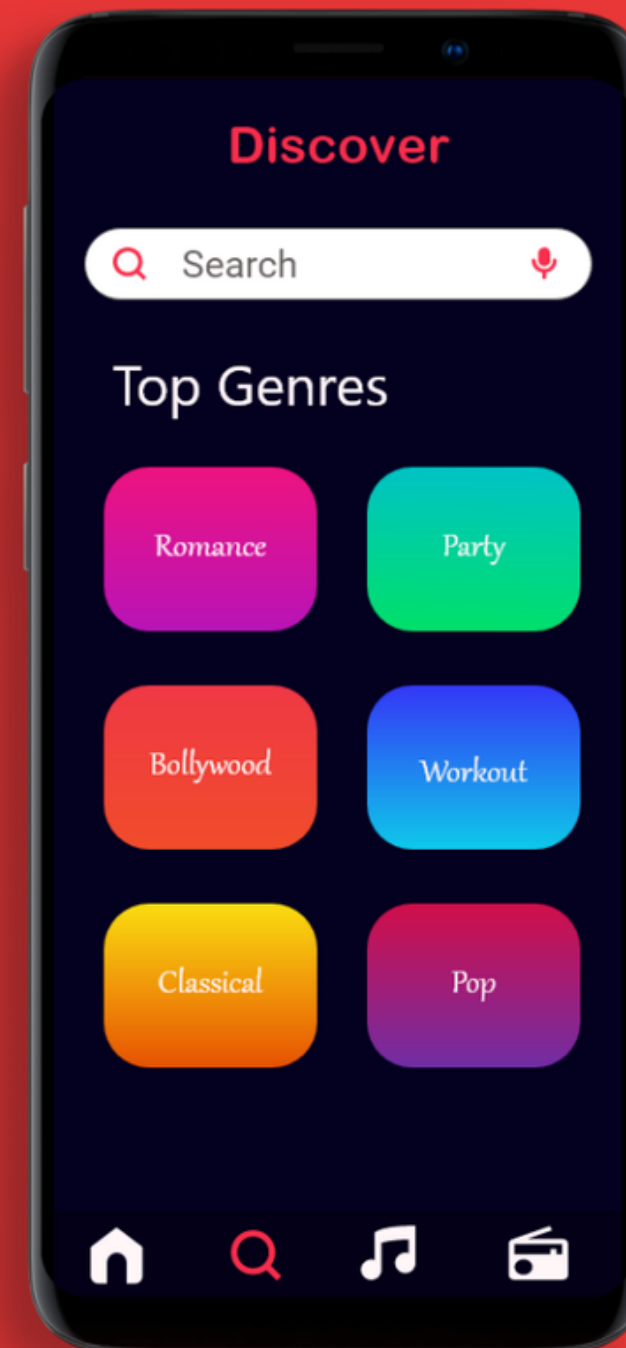 Discover
Search
Top Genres
Romance
Party
Bollywood
Workout
Classical
Pop